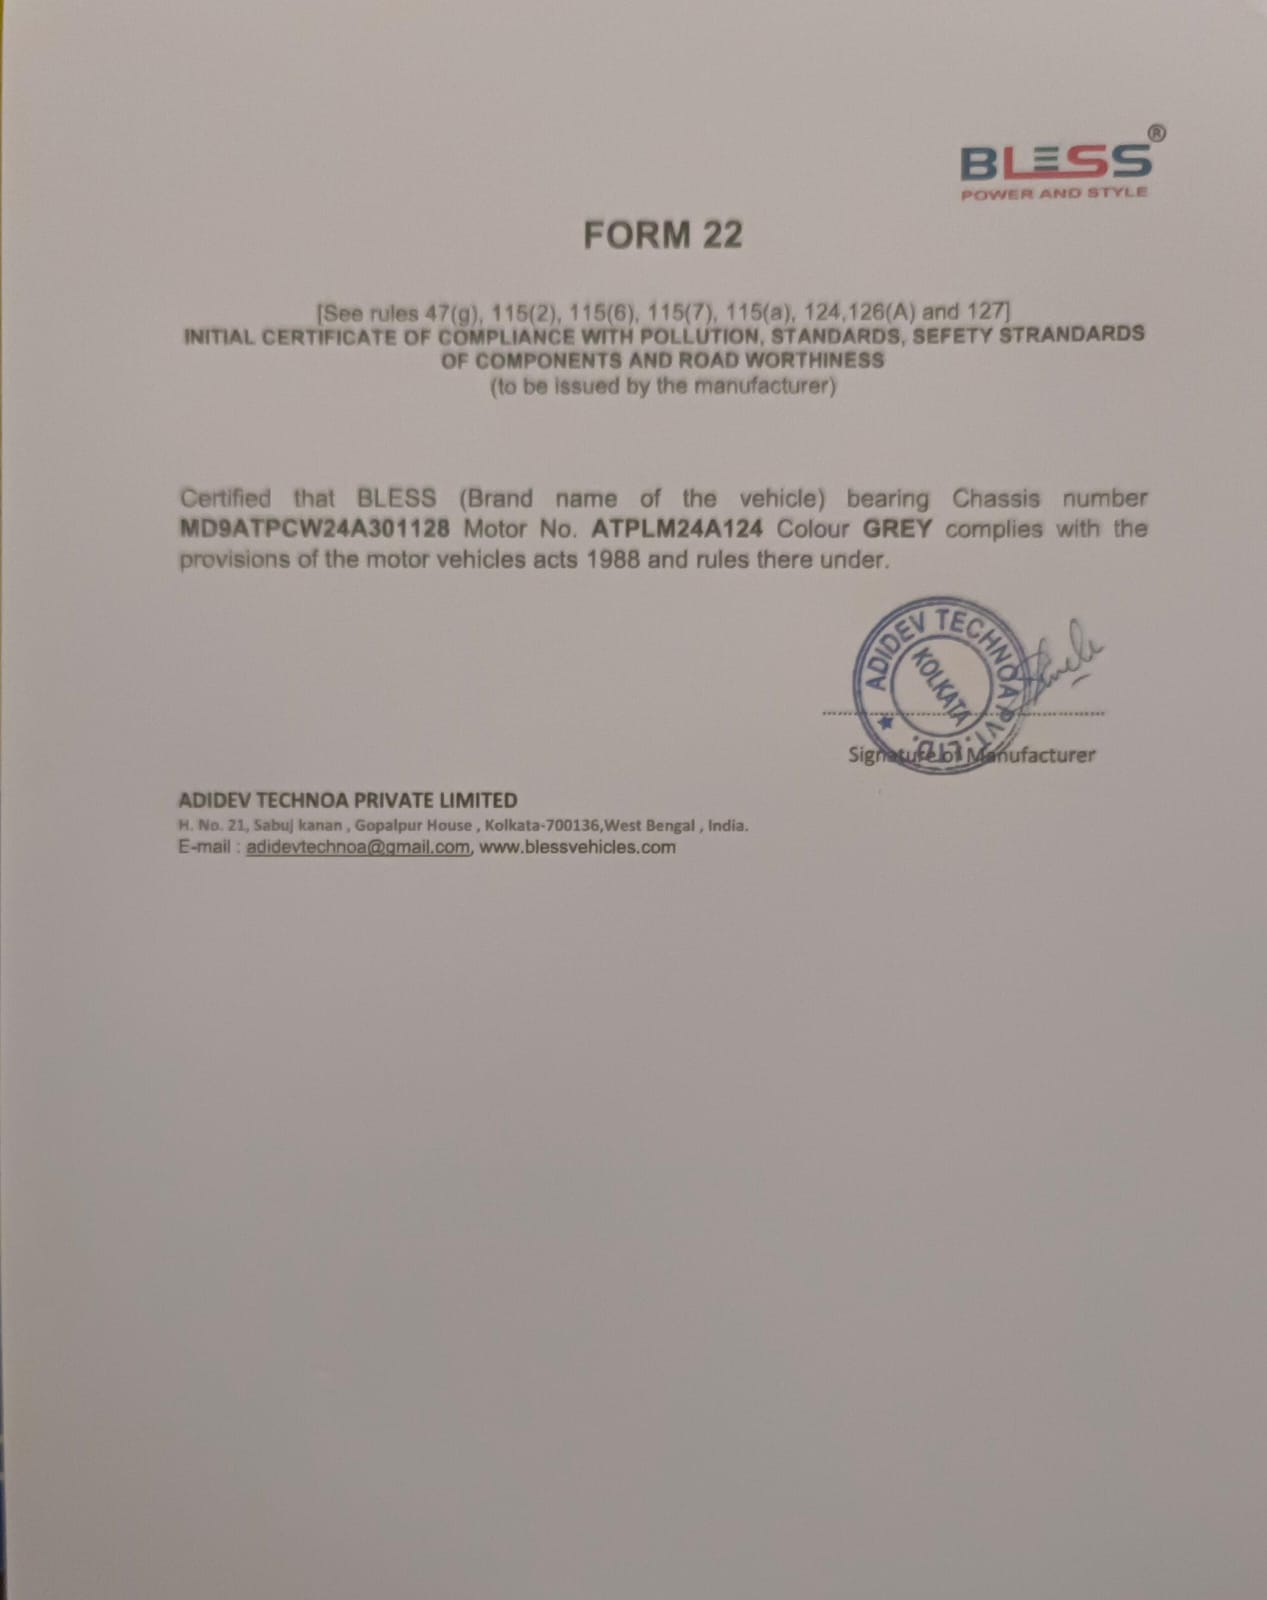 BLESS®
POWER AND STYLE
FORM 22
[See rules 47(g), 115(2), 115(6), 115(7), 115(a), 124,126(A) and 127]
INITIAL CERTIFICATE OF COMPLIANCE WITH POLLUTION, STANDARDS, SEFETY STRANDARDS
OF COMPONENTS AND ROAD WORTHINESS
(to be issued by the manufacturer)
Certified that BLESS (Brand name of the vehicle) bearing Chassis number
MD9ATPCW24A301128 Motor No. ATPLM24A124 Colour GREY complies with the
provisions of the motor vehicles acts 1988 and rules there under.
ADIDEV TECHNOA PVT. LTD.
KOLKATA
Signature of Manufacturer
ADIDEV TECHNOA PRIVATE LIMITED
H. No. 21, Sabuj kanan , Gopalpur House , Kolkata-700136,West Bengal , India.
E-mail : adidevtechnoa@gmail.com, www.blessvehicles.com